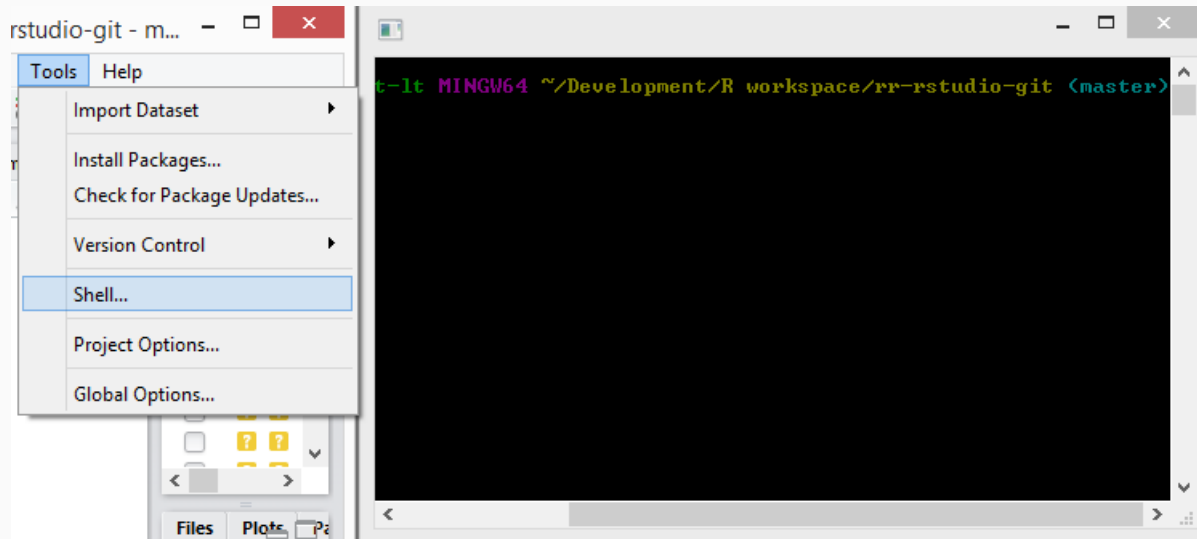 rstudio-git - m...
Tools Help
Import Dataset
Install Packages...
Check for Package Updates...
Version Control
Shell...
Project Options...
Global Options...
? ?
Files Plots Pa
t-lt MINGW64 ~/Development/R workspace/rr-rstudio-git (master)